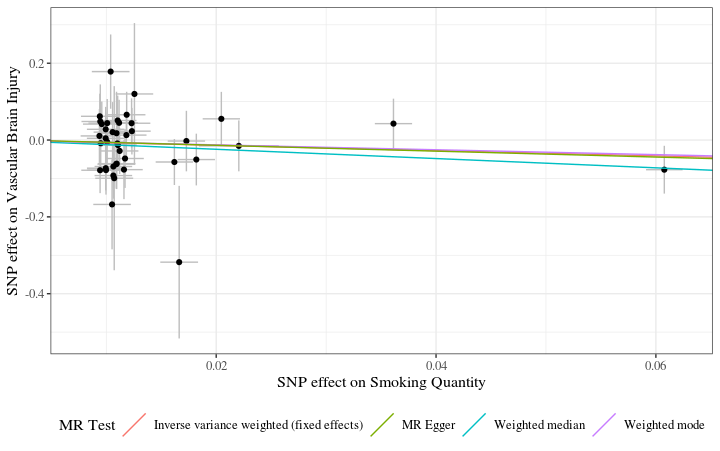 SNP effect on Vascular Brain Injury
0.2
0.0
-0.2
-0.4
0.02
0.04
0.06
SNP effect on Smoking Quantity
MR Test
Inverse variance weighted (fixed effects)
MR Egger
Weighted median
Weighted mode